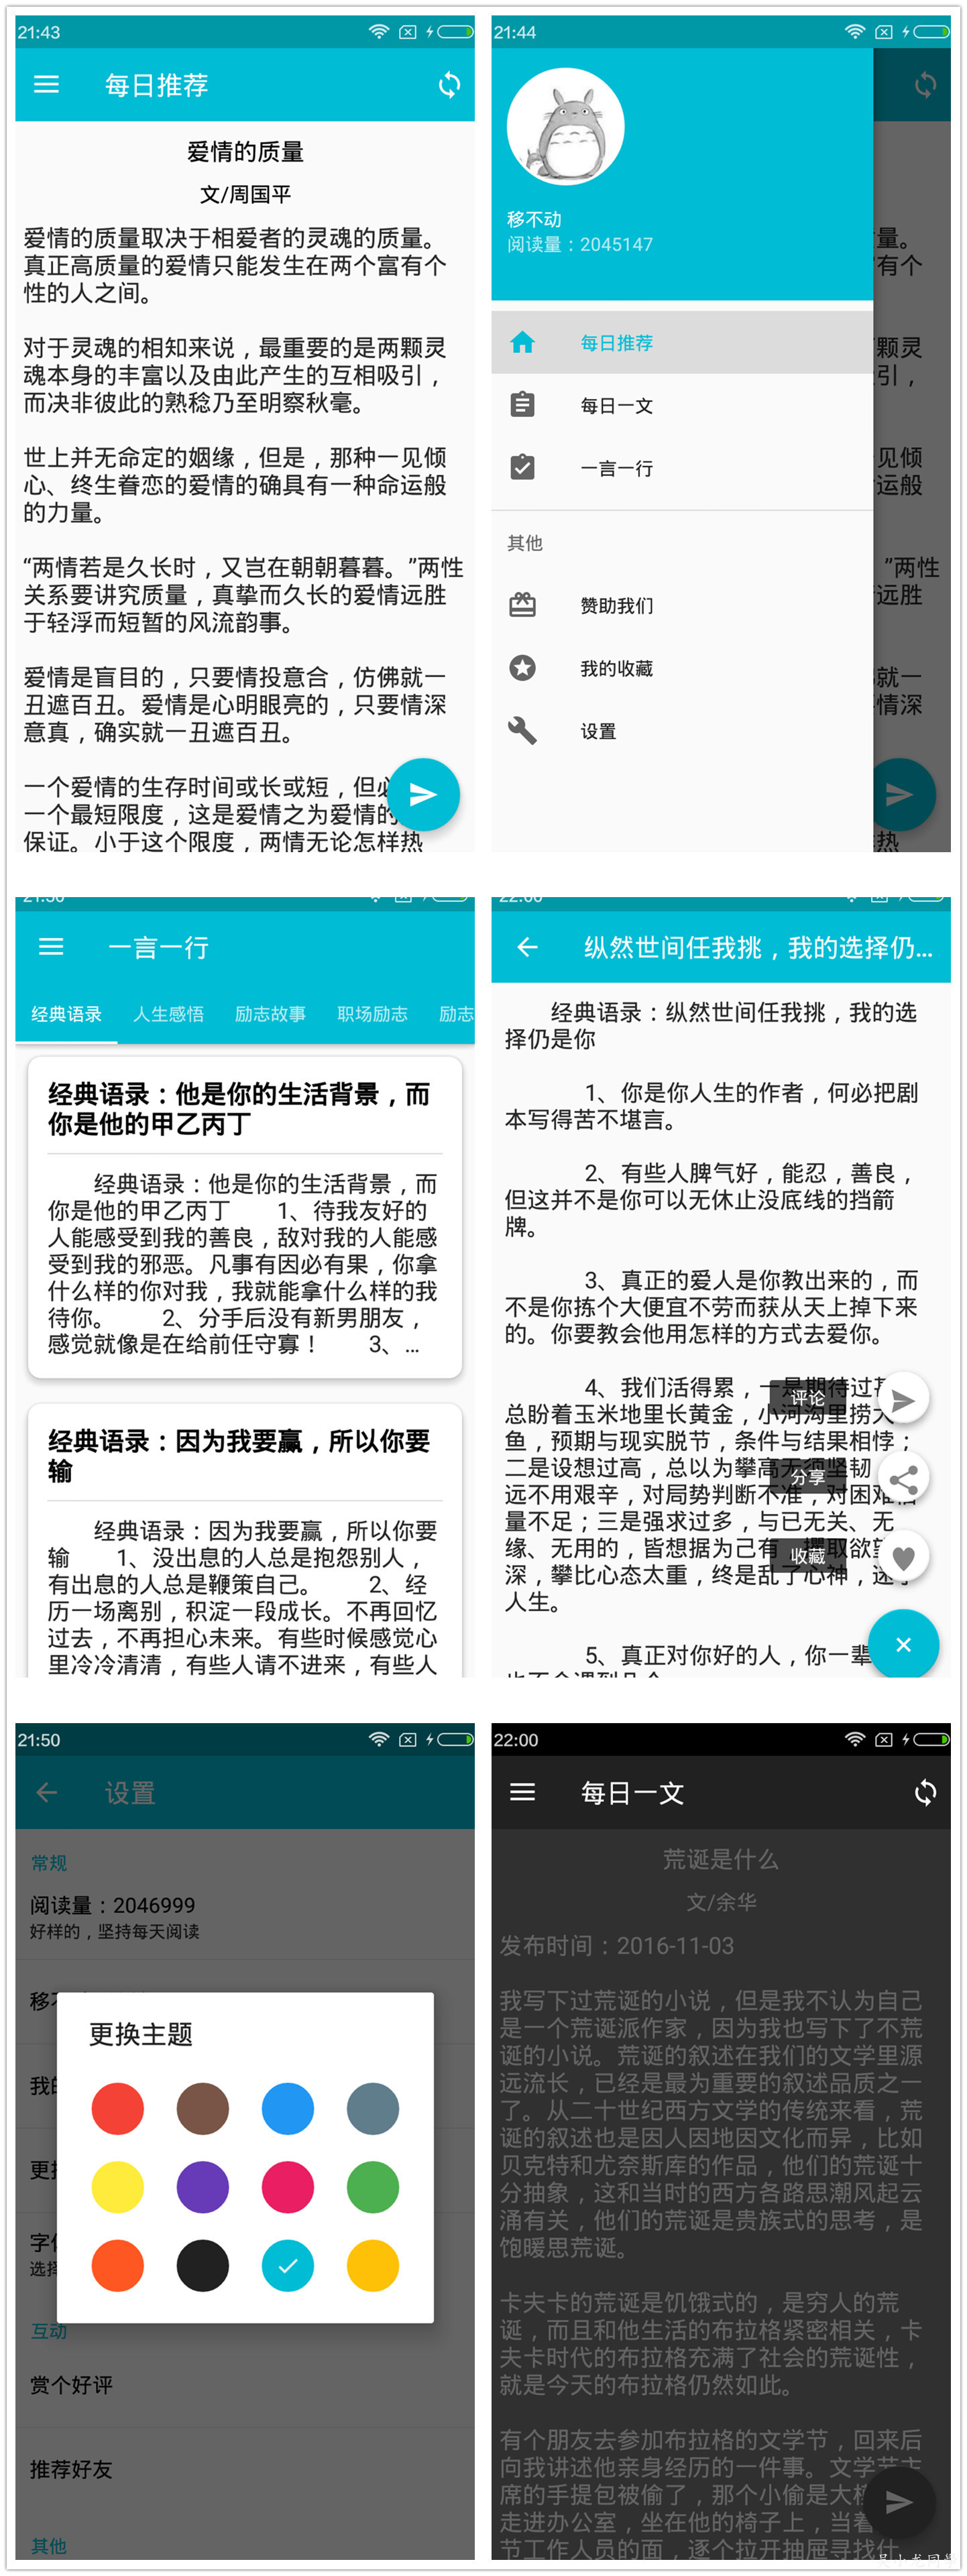 21:43
每日推荐
爱情的质量
文/周国平
爱情的质量取决于相爱者的灵魂的质量。
真正高质量的爱情只能发生在两个富有个
性的人之间。
对于灵魂的相知来说，最重要的是两颗灵
魂本身的丰富以及由此产生的互相吸引，
而决非彼此的熟稔乃至明察秋毫。
世上并无命定的姻缘，但是，那种一见倾
心、终生眷恋的爱情的确具有一种命运般
的力量。
“两情若是久长时，又岂在朝朝暮暮。”两性
关系要讲究质量，真挚而久长的爱情远胜
于轻浮而短暂的风流韵事。
爱情是盲目的，只要情投意合，仿佛就一
丑遮百丑。爱情是心明眼亮的，只要情深
意真，确实就一丑遮百丑。
一个爱情的生存时间或长或短，但必
一个最短限度，这是爱情之为爱情的
保证。小于这个限度，两情无论怎样热
21:44
移不动
阅读量：2045147
每日推荐
每日一文
一言一行
其他
赞助我们
我的收藏
设置
量。
有个
颗灵
引，
见倾
运般
”两性
远胜
就一
情深
热
一言一行
经典语录 人生感悟 励志故事 职场励志 励志
经典语录：他是你的生活背景，而
你是他的甲乙丙丁
经典语录：他是你的生活背景，而
你是他的甲乙丙丁 1、待我友好的
人能感受到我的善良，敌对我的人能感
受到我的邪恶。凡事有因必有果，你拿
什么样的你对我，我就能拿什么样的我
待你。 2、分手后没有新男朋友，
感觉就像是在给前任守寡！ 3、...
经典语录：因为我要赢，所以你要
输
经典语录：因为我要赢，所以你要
输 1、没出息的人总是抱怨别人，
有出息的人总是鞭策自己。 2、经
历一场离别，积淀一段成长。不再回忆
过去，不再担心未来。有些时候感觉心
里冷冷清清，有些人请不进来，有些人
纵然世间任我挑，我的选择仍...
经典语录：纵然世间任我挑，我的选
择仍是你
1、你是你人生的作者，何必把剧
本写得苦不堪言。
2、有些人脾气好，能忍，善良，
但这并不是你可以无休止没底线的挡箭
牌。
3、真正的爱人是你教出来的，而
不是你拣个大便宜不劳而获从天上掉下来
的。你要教会他用怎样的方式去爱你。
4、我们活得累，一是期待过
总盼着玉米地里长黄金，小河沟里捞大
鱼，预期与现实脱节，条件与结果相悖；
二是设想过高，总以为攀高无须坚韧
远不用艰辛，对局势判断不准，对困难
量不足；三是强求过多，与已无关、无
缘、无用的，皆想据为己有 攫取欲
深，攀比心态太重，终是乱了心神，迷
人生。
5、真正对你好的人，你一辈
评论
分享
收藏
21:50
设置
常规
阅读量：2046999
好样的，坚持每天阅读
移
更换主题
互动
赏个好评
推荐好友
其他
22:00
每日一文
荒诞是什么
文/余华
发布时间：2016-11-03
我写下过荒诞的小说，但是我不认为自己
是一个荒诞派作家，因为我也写下了不荒
诞的小说。荒诞的叙述在我们的文学里源
远流长，已经是最为重要的叙述品质之一
了。从二十世纪西方文学的传统来看，荒
诞的叙述也是因人因地因文化而异，比如
贝克特和尤奈斯库的作品，他们的荒诞十
分抽象，这和当时的西方各路思潮风起云
涌有关，他们的荒诞是贵族式的思考，是
饱暖思荒诞。
卡夫卡的荒诞是饥饿式的，是穷人的荒
诞，而且和他生活的布拉格紧密相关，卡
夫卡时代的布拉格充满了社会的荒诞性，
就是今天的布拉格仍然如此。
有个朋友去参加布拉格的文学节，回来后
向我讲述他亲身经历的一件事。文学节主
席的手提包被偷了，那个小偷是大
走进办公室，坐在他的椅子上，当着
节工作人员的面，逐个拉开抽屉寻找什
吴小龙同学